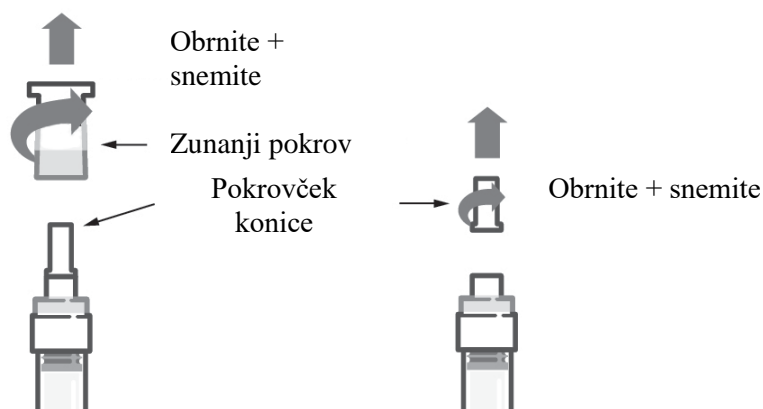 Obrnite +
snemite
Zunanji pokrov
Pokrovček
konice
Obrnite + snemite